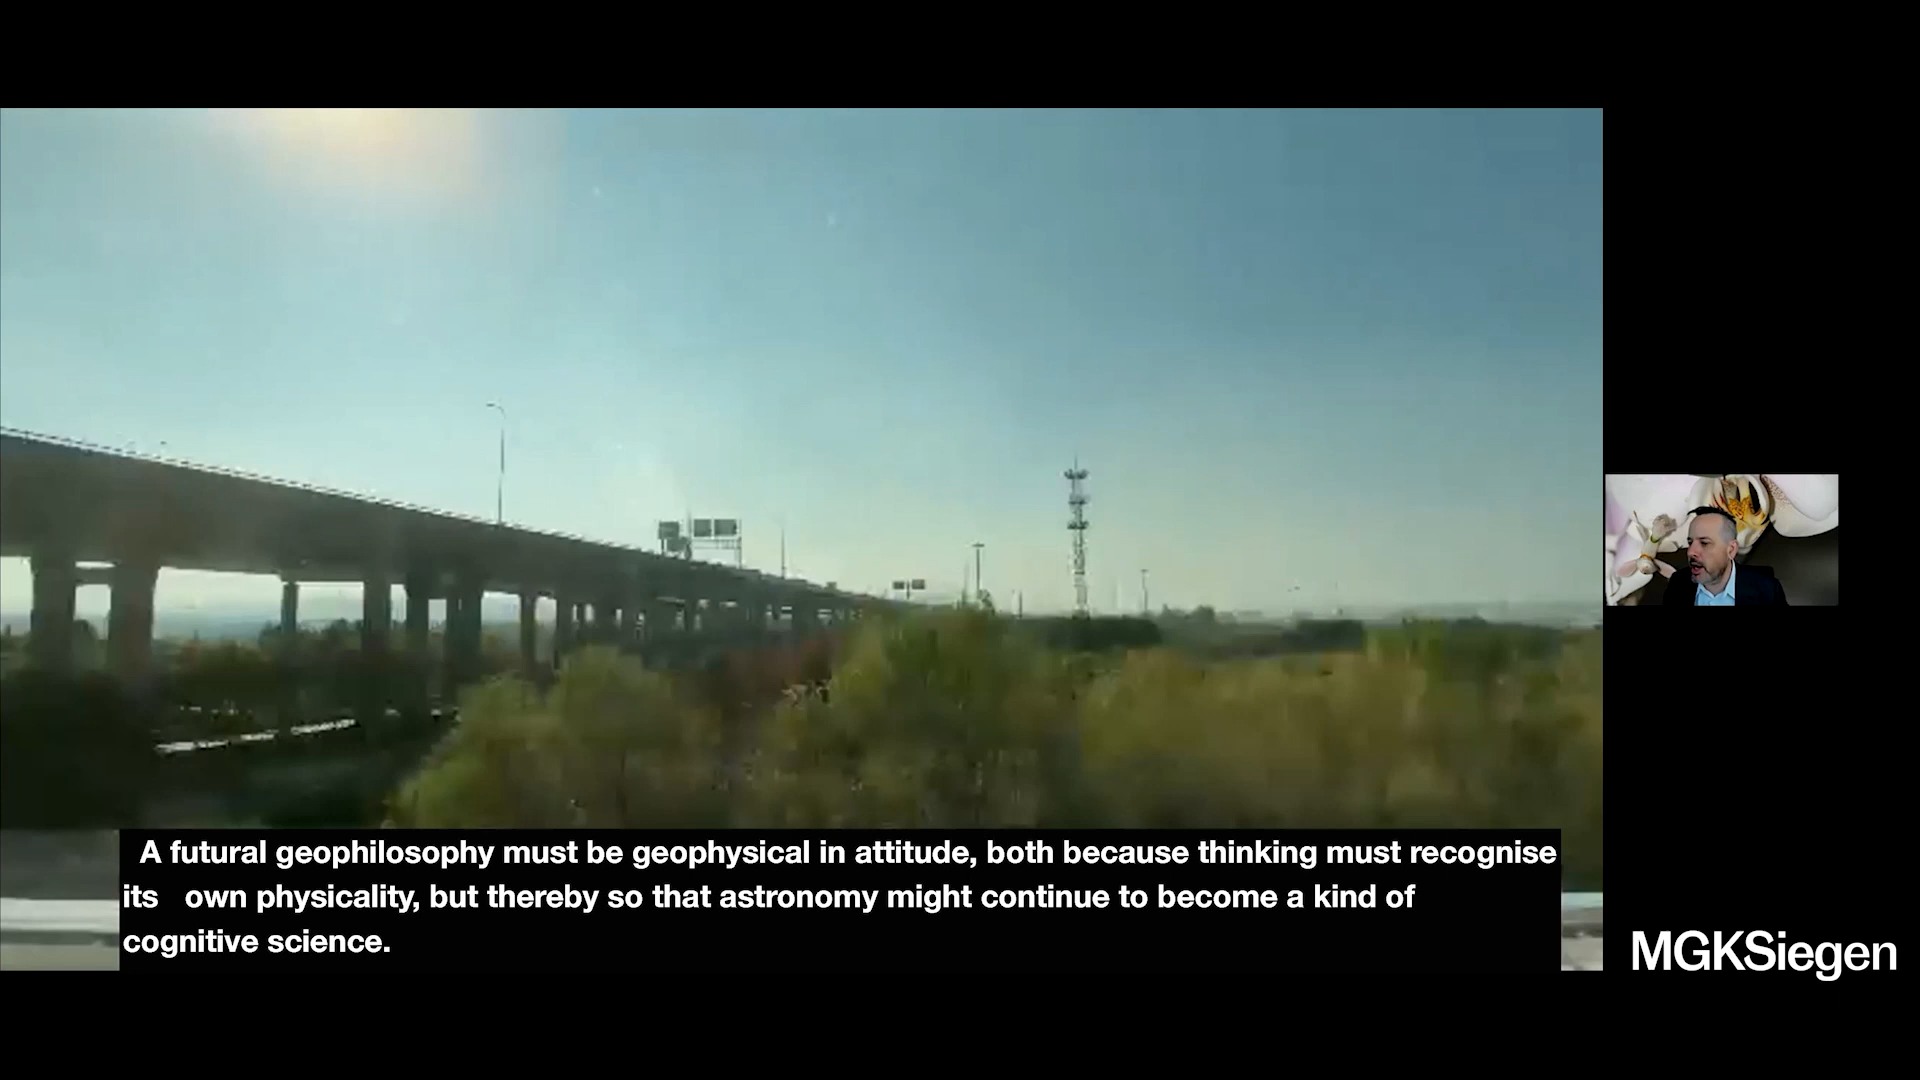 A futural geophilosophy must be geophysical in attitude, both because thinking must recognise
its own physicality, but thereby so that astronomy might continue to become a kind of
cognitive science.
MGKSiegen